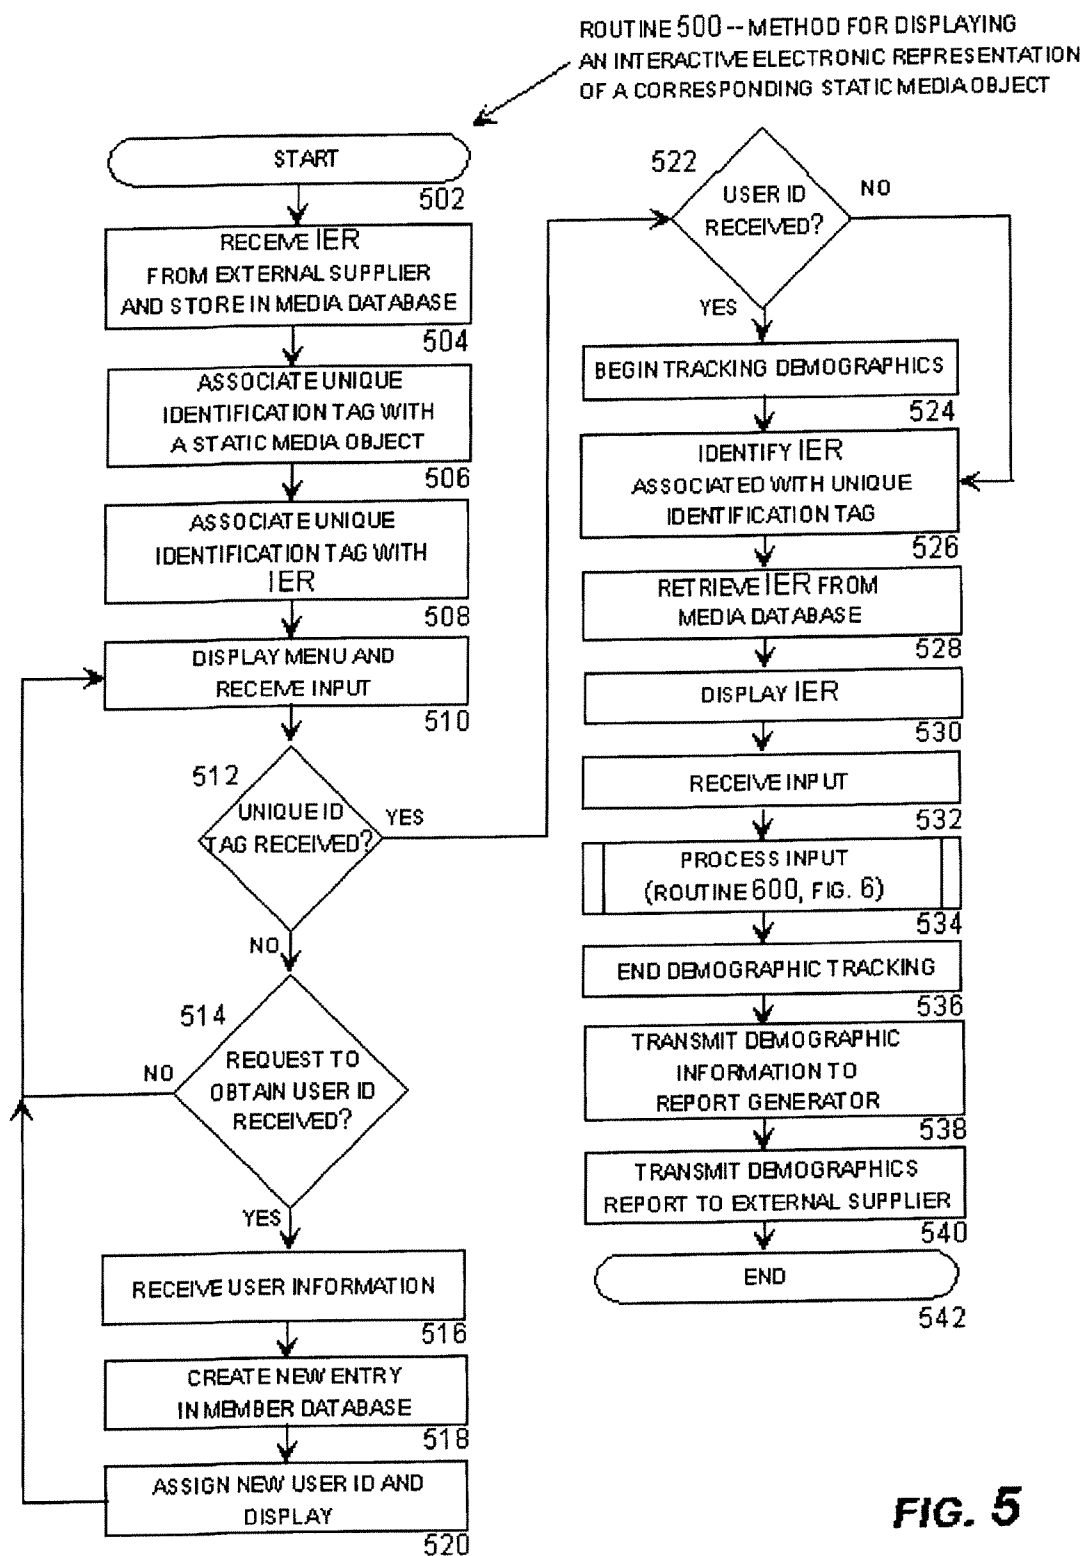 ROUTINE 500--METHOD FOR DISPLAYING
AN INTERACTIVE ELECTRONIC REPRESENTATION
OF A CORRESPONDING STATIC MEDIA OBJECT
START
502
RECEIVE IER
FROM EXTERNAL SUPPLIER
AND STORE IN MEDIA DATABASE
504
ASSOCIATE UNIQUE
IDENTIFICATION TAG WITH
A STATIC MEDIA OBJECT
506
ASSOCIATE UNIQUE
IDENTIFICATION TAG WITH
IER
508
DISPLAY MENU AND
RECEIVE INPUT
510
512
UNIQUE ID
TAG RECEIVED?
YES
NO
514
REQUEST TO
OBTAIN USER ID
RECEIVED?
NO
YES
RECEIVE USER INFORMATION
516
CREATE NEW ENTRY
IN MEMBER DATABASE
518
ASSIGN NEW USER ID AND
DISPLAY
520
522
USER ID
RECEIVED?
NO
YES
BEGIN TRACKING DEMOGRAPHICS
524
IDENTIFY IER
ASSOCIATED WITH UNIQUE
IDENTIFICATION TAG
526
RETRIEVE IER FROM
MEDIA DATABASE
528
DISPLAY IER
530
RECEIVE INPUT
532
PROCESS INPUT
(ROUTINE 600, FIG. 6)
534
END DEMOGRAPHIC TRACKING
536
TRANSMIT DEMOGRAPHIC
INFORMATION TO
REPORT GENERATOR
538
TRANSMIT DEMOGRAPHICS
REPORT TO EXTERNAL SUPPLIER
540
END
542
FIG. 5